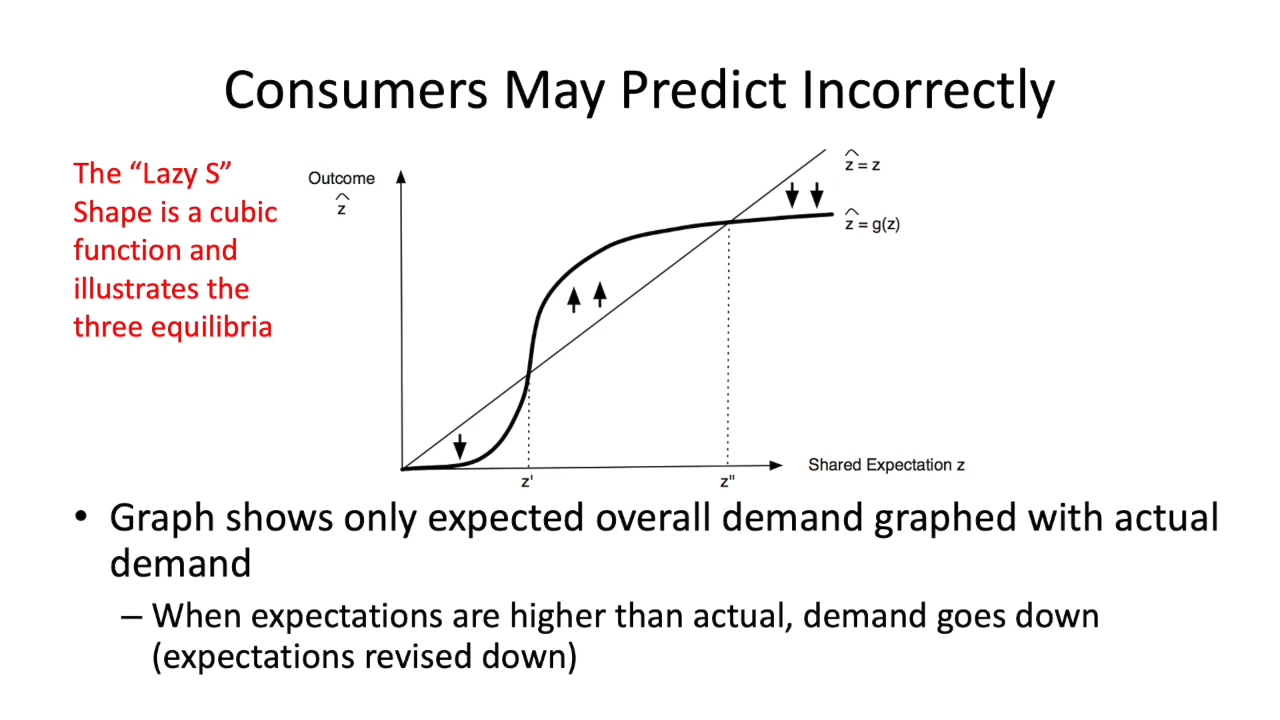 Consumers May Predict Incorrectly
The “Lazy S”
Shape is a cubic
function and
illustrates the
three equilibria
Outcome
ẑ
ẑ = z
ẑ = g(z)
Shared Expectation z
z'
z''
• Graph shows only expected overall demand graphed with actual
demand
– When expectations are higher than actual, demand goes down
(expectations revised down)